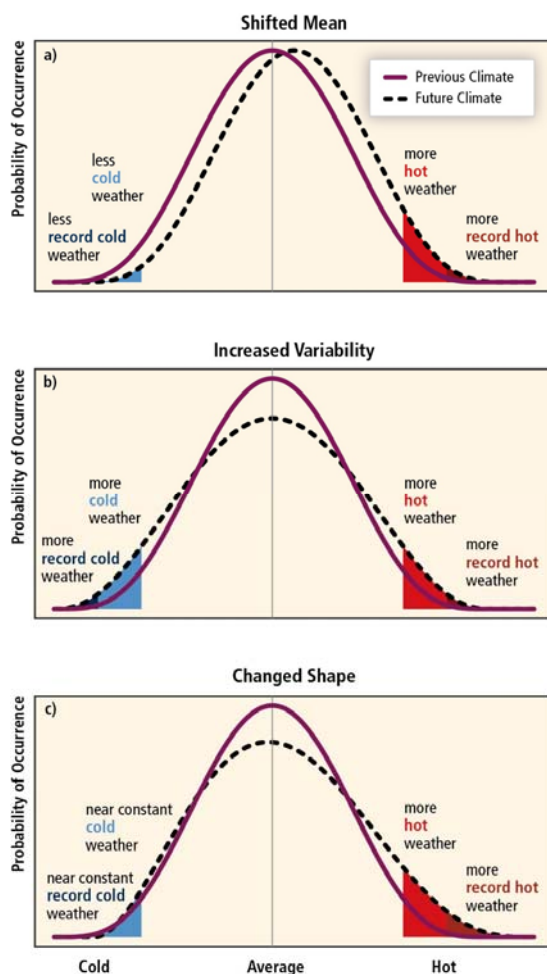 Shifted Mean
a)
Previous Climate
Future Climate
Probability of Occurrence
less
cold
weather
less
record cold
weather
more
hot
weather
more
record hot
weather
Increased Variability
b)
Probability of Occurrence
more
cold
weather
more
record cold
weather
more
hot
weather
more
record hot
weather
Changed Shape
c)
Probability of Occurrence
near constant
cold
weather
near constant
record cold
weather
more
hot
weather
more
record hot
weather
Cold Average Hot